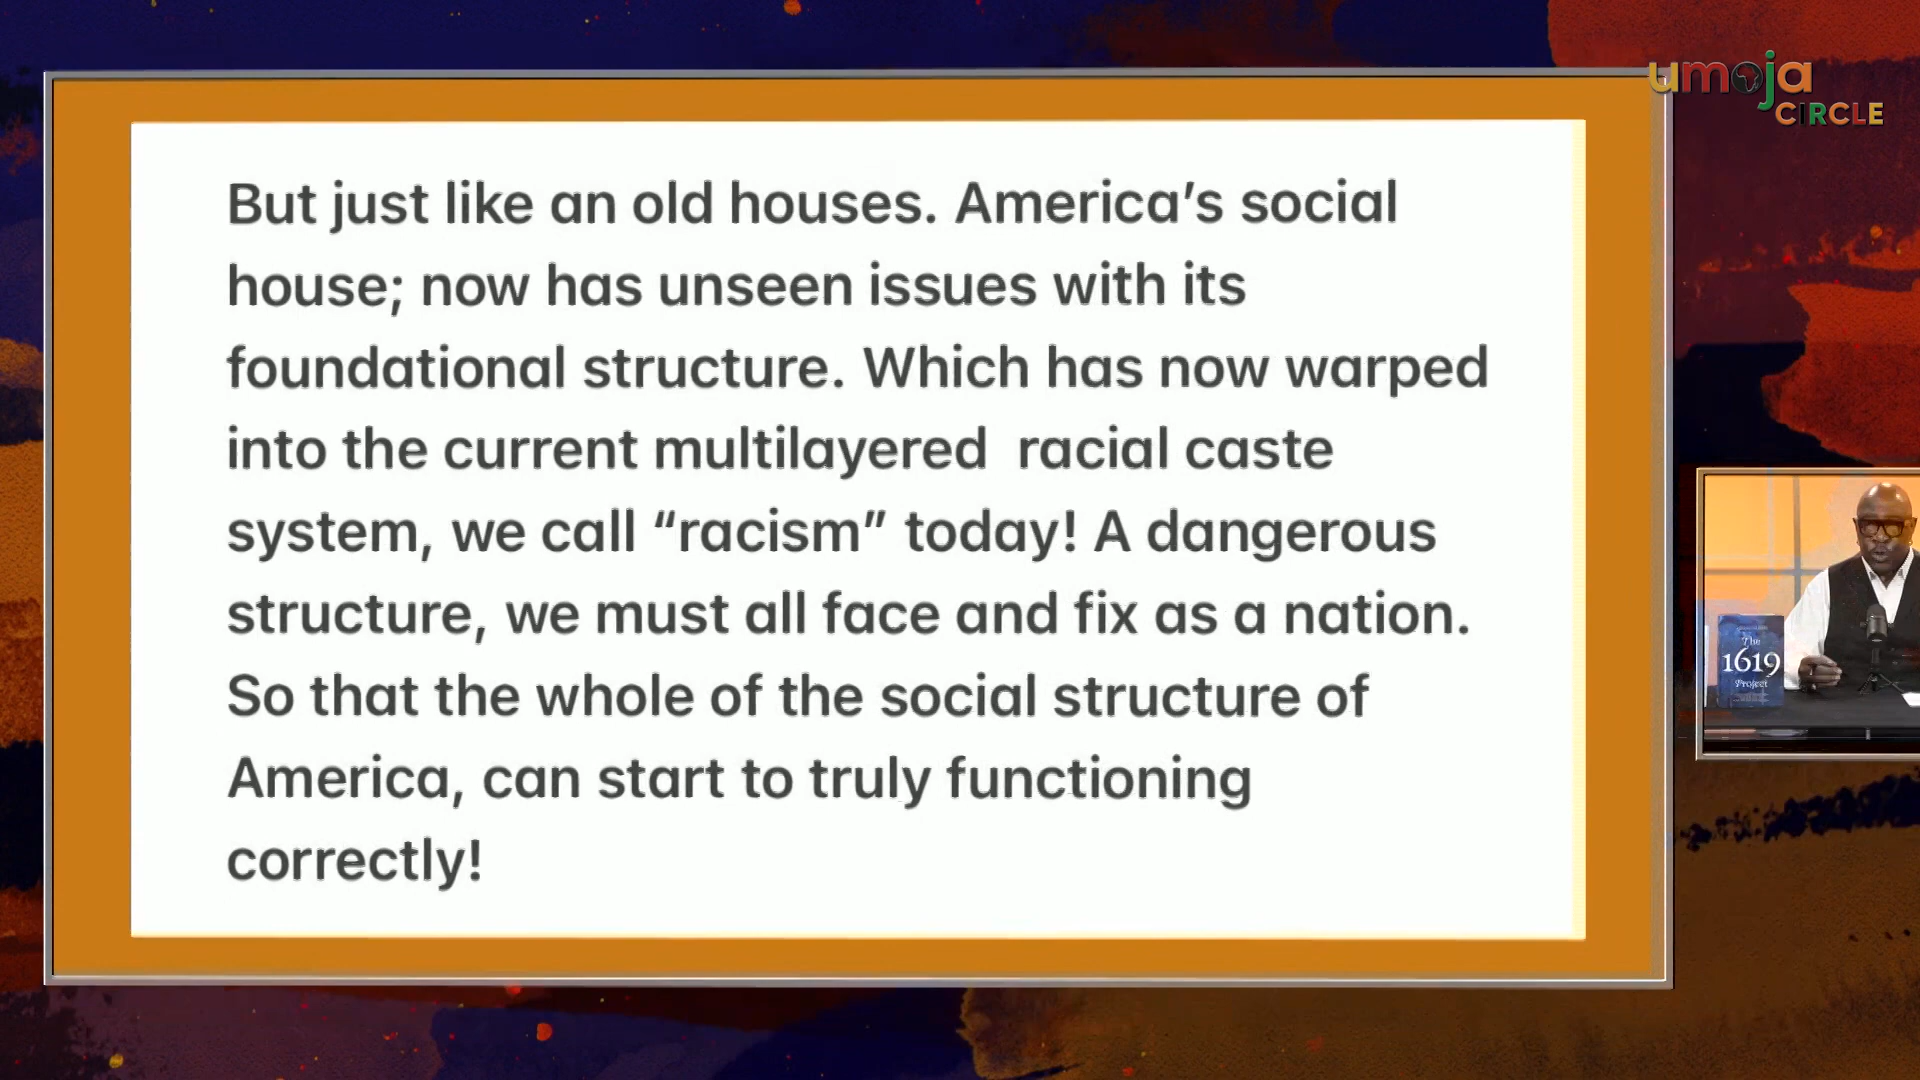 umoja
CIRCLE
But just like an old houses. America's social
house; now has unseen issues with its
foundational structure. Which has now warped
into the current multilayered  racial caste
system, we call “racism” today! A dangerous
structure, we must all face and fix as a nation.
So that the whole of the social structure of
America, can start to truly functioning
correctly!
The
1619
Project